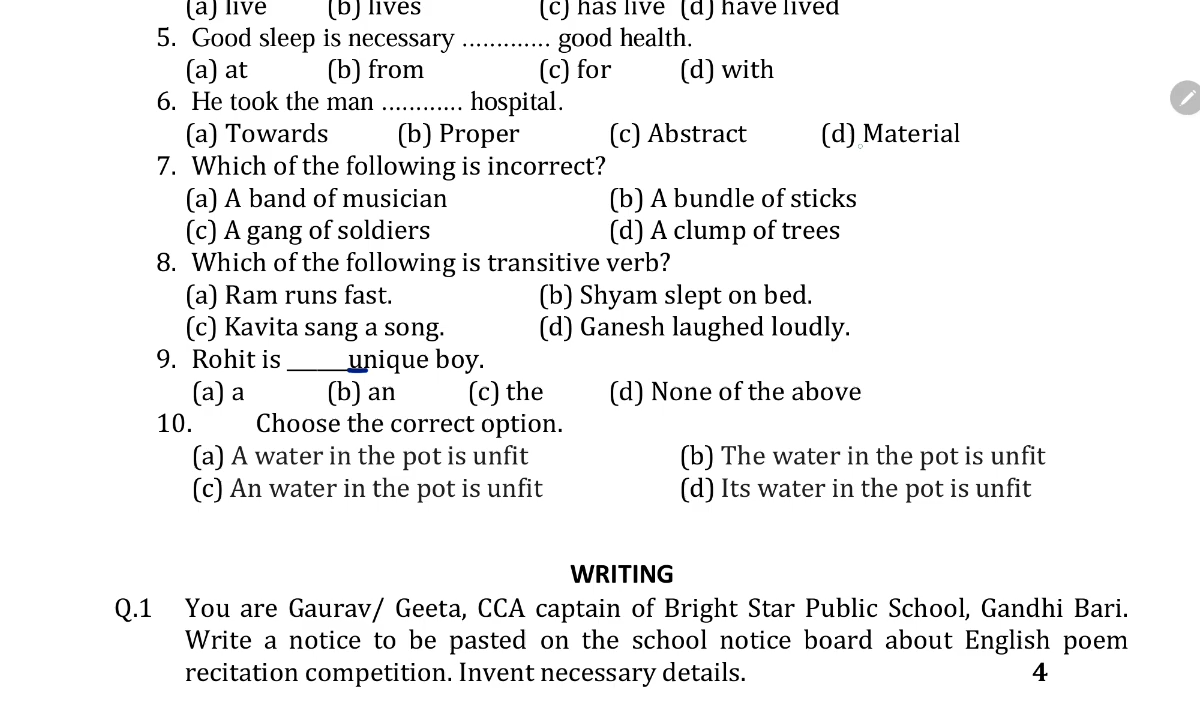 (a) live (b) lives (c) has live (d) have lived
5. Good sleep is necessary ............. good health.
(a) at (b) from (c) for (d) with
6. He took the man ............ hospital.
(a) Towards (b) Proper (c) Abstract (d) Material
7. Which of the following is incorrect?
(a) A band of musician (b) A bundle of sticks
(c) A gang of soldiers (d) A clump of trees
8. Which of the following is transitive verb?
(a) Ram runs fast. (b) Shyam slept on bed.
(c) Kavita sang a song. (d) Ganesh laughed loudly.
9. Rohit is _____unique boy.
(a) a (b) an (c) the (d) None of the above
10. Choose the correct option.
(a) A water in the pot is unfit (b) The water in the pot is unfit
(c) An water in the pot is unfit (d) Its water in the pot is unfit
WRITING
Q.1 You are Gaurav/ Geeta, CCA captain of Bright Star Public School, Gandhi Bari.
Write a notice to be pasted on the school notice board about English poem
recitation competition. Invent necessary details. 4